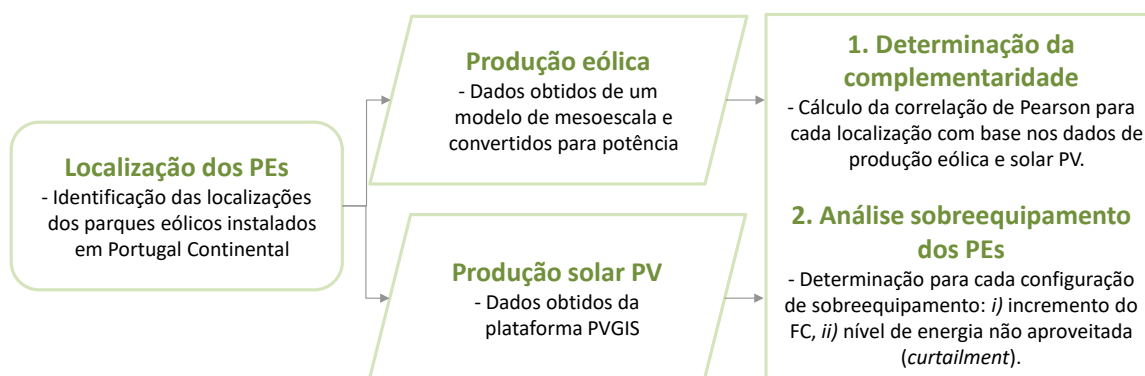 Localização dos PEs
- Identificação das localizações
dos parques eólicos instalados
em Portugal Continental
Produção eólica
- Dados obtidos de um
modelo de mesoescala e
convertidos para potência
Produção solar PV
- Dados obtidos da
plataforma PVGIS
1. Determinação da
complementaridade
- Cálculo da correlação de Pearson para
cada localização com base nos dados de
produção eólica e solar PV.
2. Análise sobreequipamento
dos PEs
- Determinação para cada configuração
de sobreequipamento: i) incremento do
FC, ii) nível de energia não aproveitada
(curtailment).